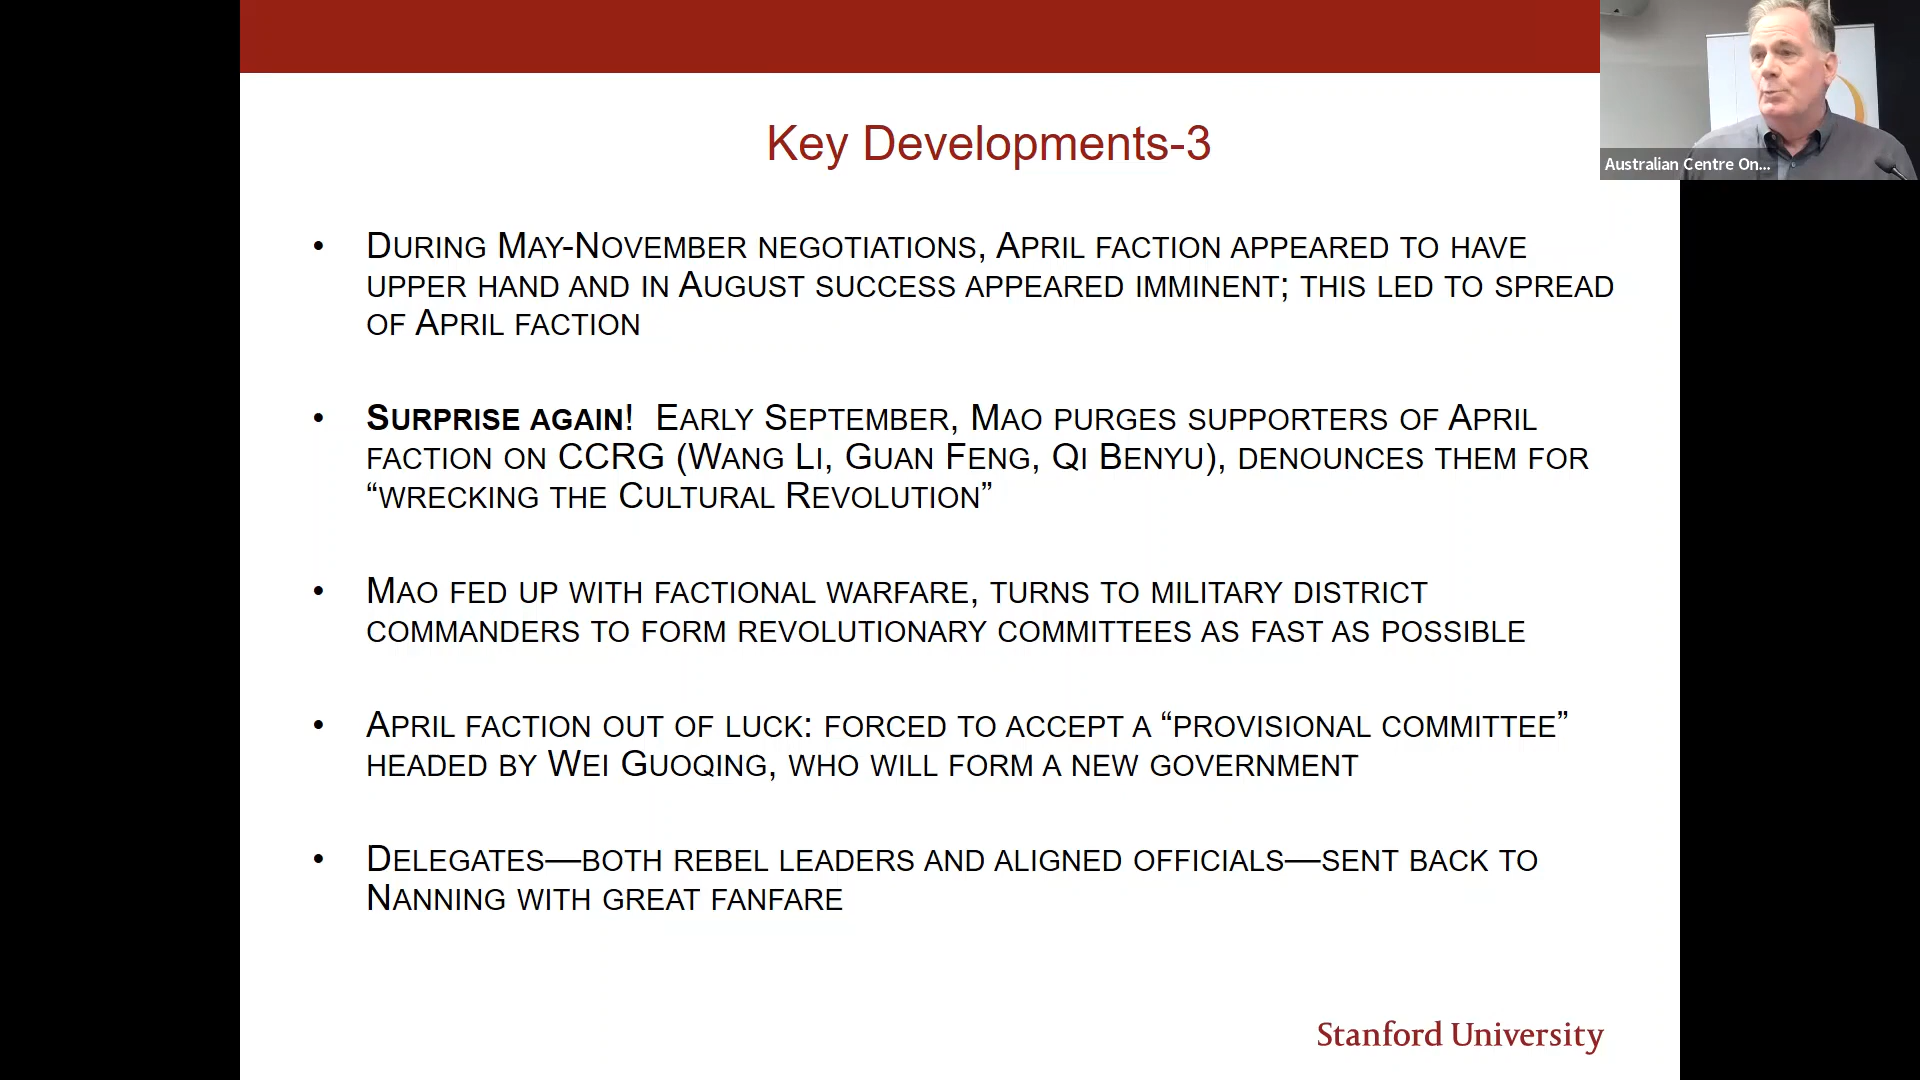 Key Developments-3
Australian Centre On...
• During May-November negotiations, April faction appeared to have
upper hand and in August success appeared imminent; this led to spread
of April faction
• Surprise again! Early September, Mao purges supporters of April
faction on CCRG (Wang Li, Guan Feng, Qi Benyu), denounces them for
“wrecking the Cultural Revolution”
• Mao fed up with factional warfare, turns to military district
commanders to form revolutionary committees as fast as possible
• April faction out of luck: forced to accept a “provisional committee”
headed by Wei Guoqing, who will form a new government
• Delegates—both rebel leaders and aligned officials—sent back to
Nanning with great fanfare
Stanford University